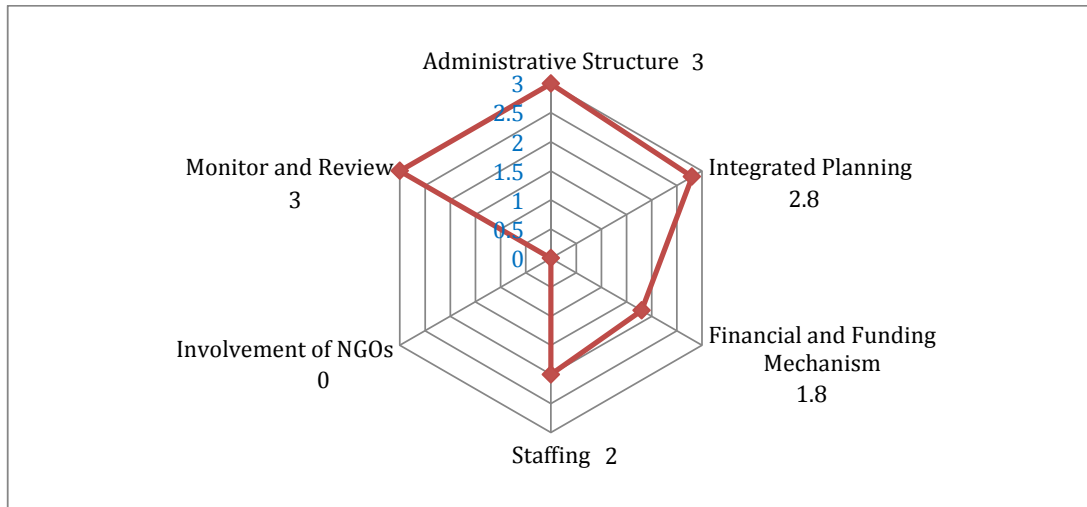 Administrative Structure 3
3
2.5
2
1.5
1
0.5
0
Integrated Planning
2.8
Financial and Funding
Mechanism
1.8
Staffing 2
Involvement of NGOs
0
Monitor and Review
3